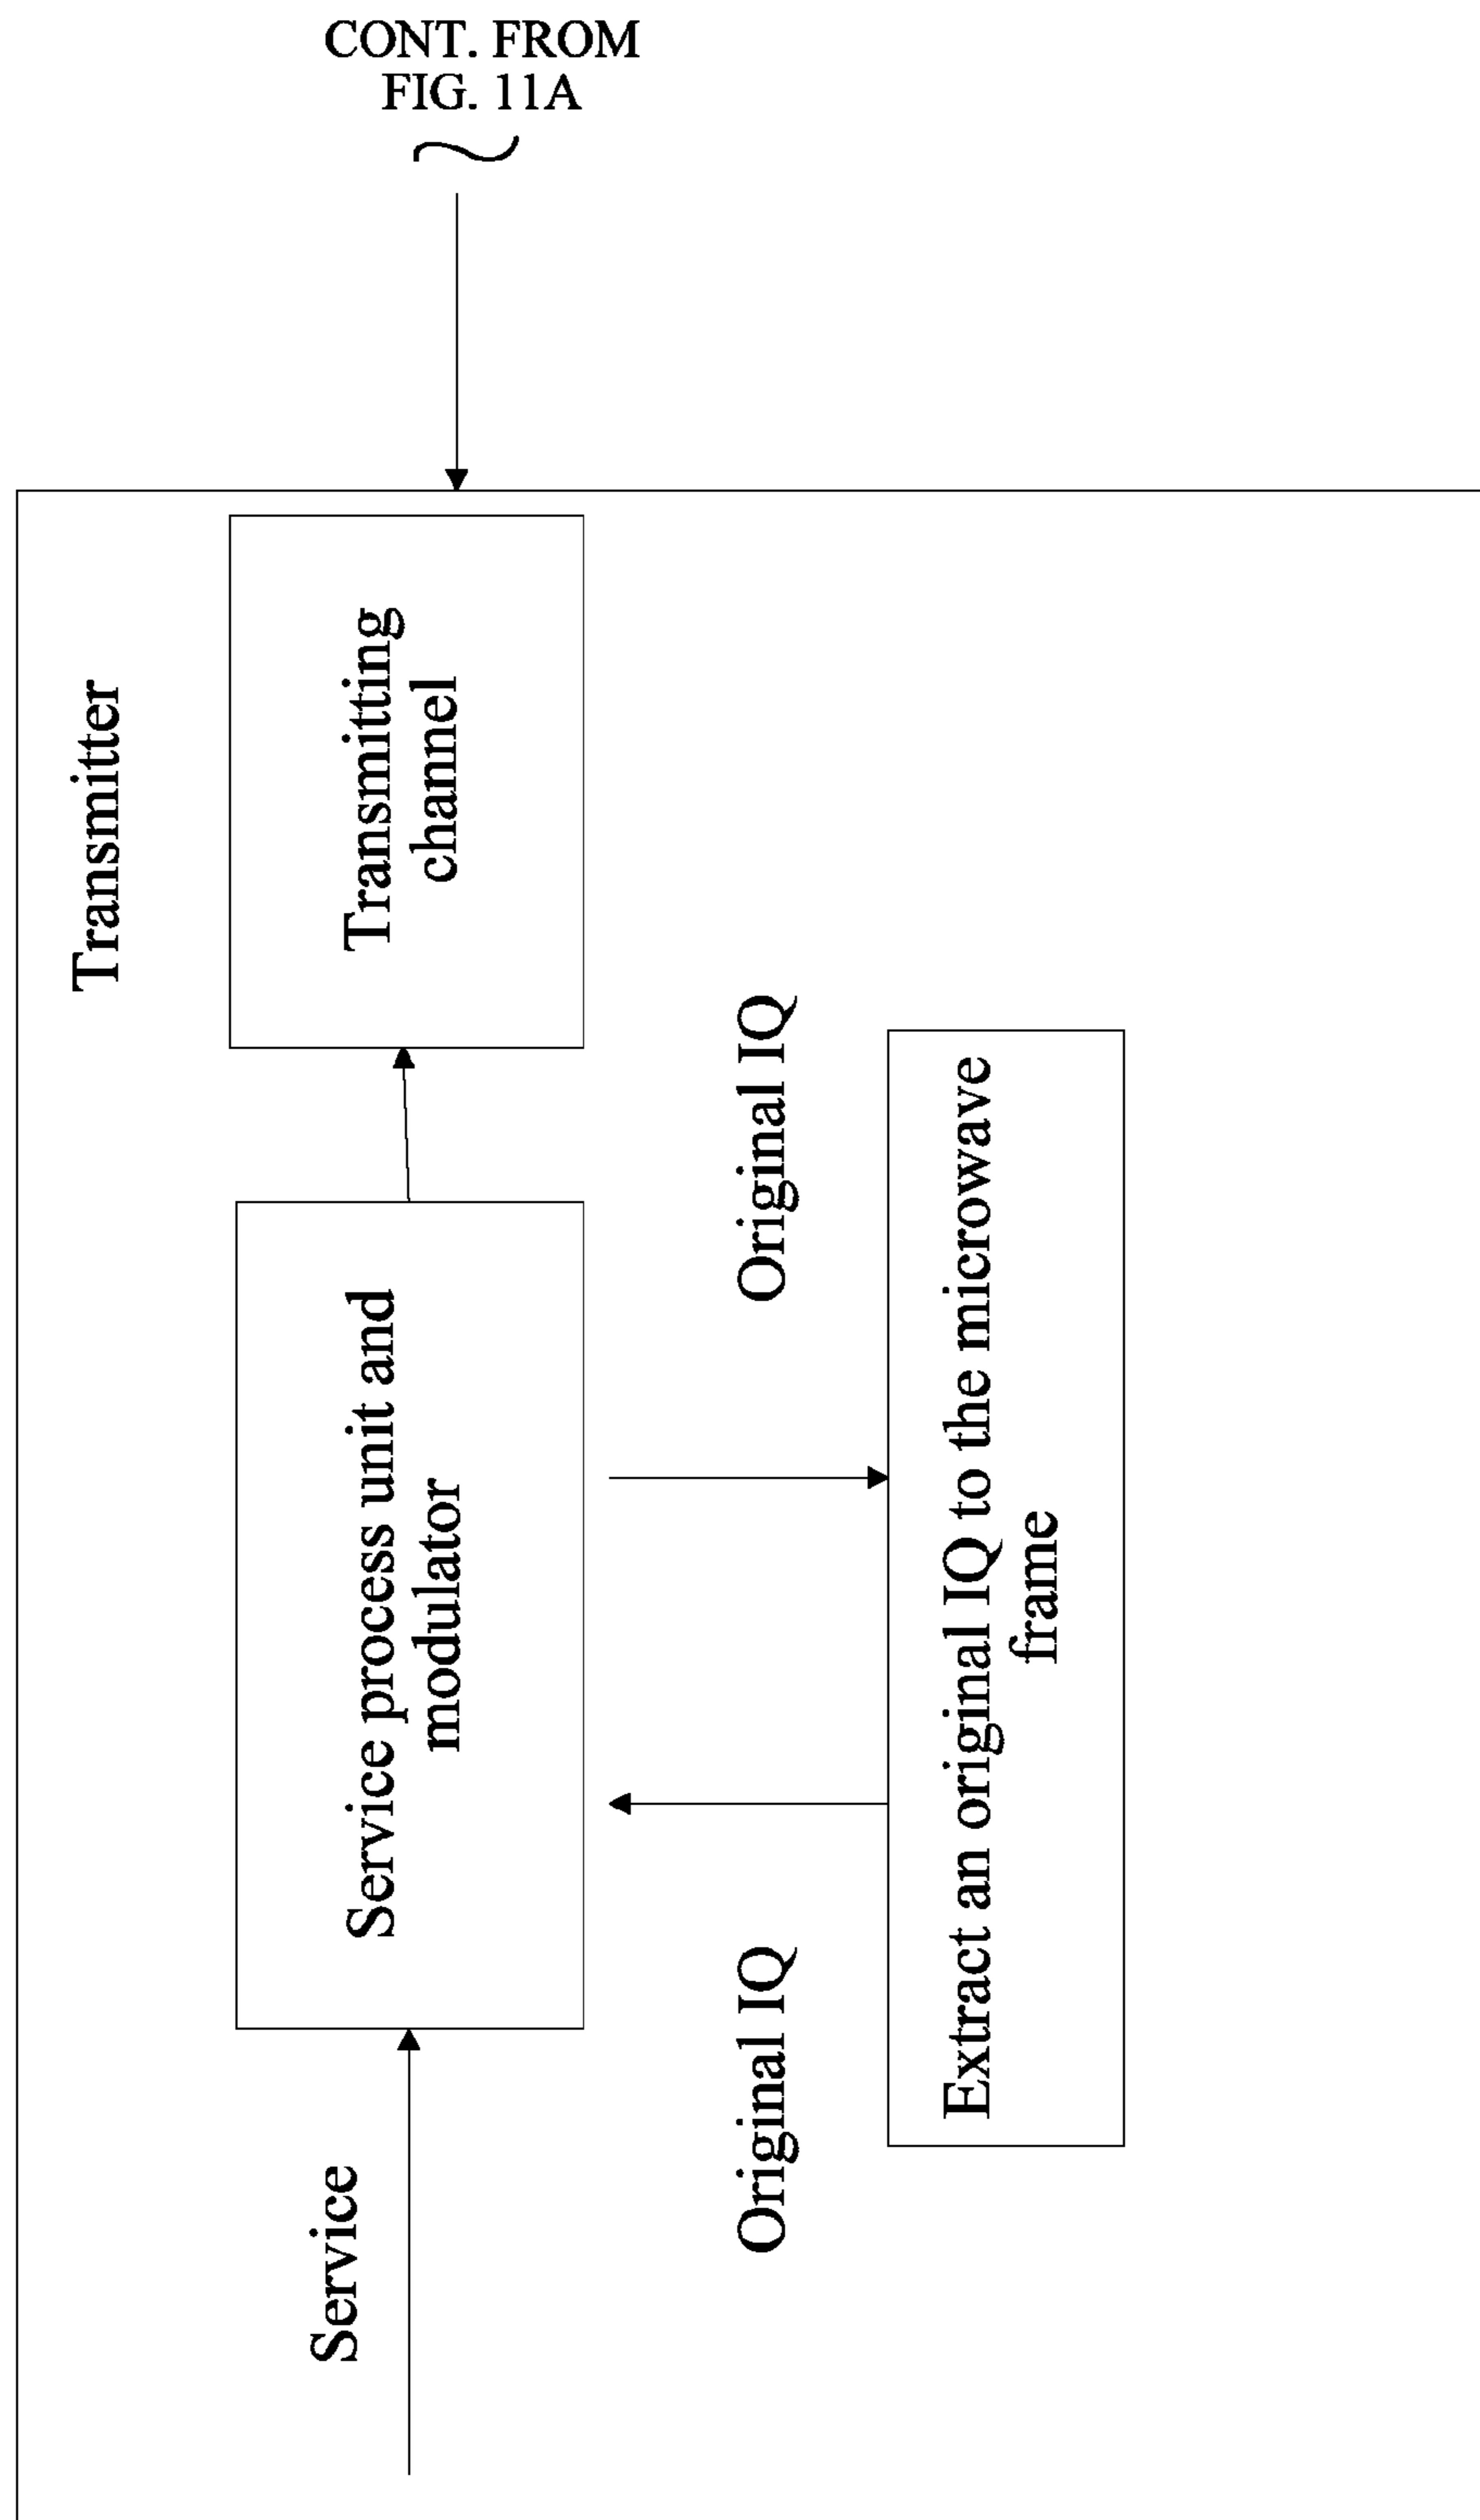 CONT. FROM
FIG. 11A
Transmitter
Transmitting
channel
Service process unit and
modulator
Service
Original IQ
Original IQ
Extract an original IQ to the microwave
frame